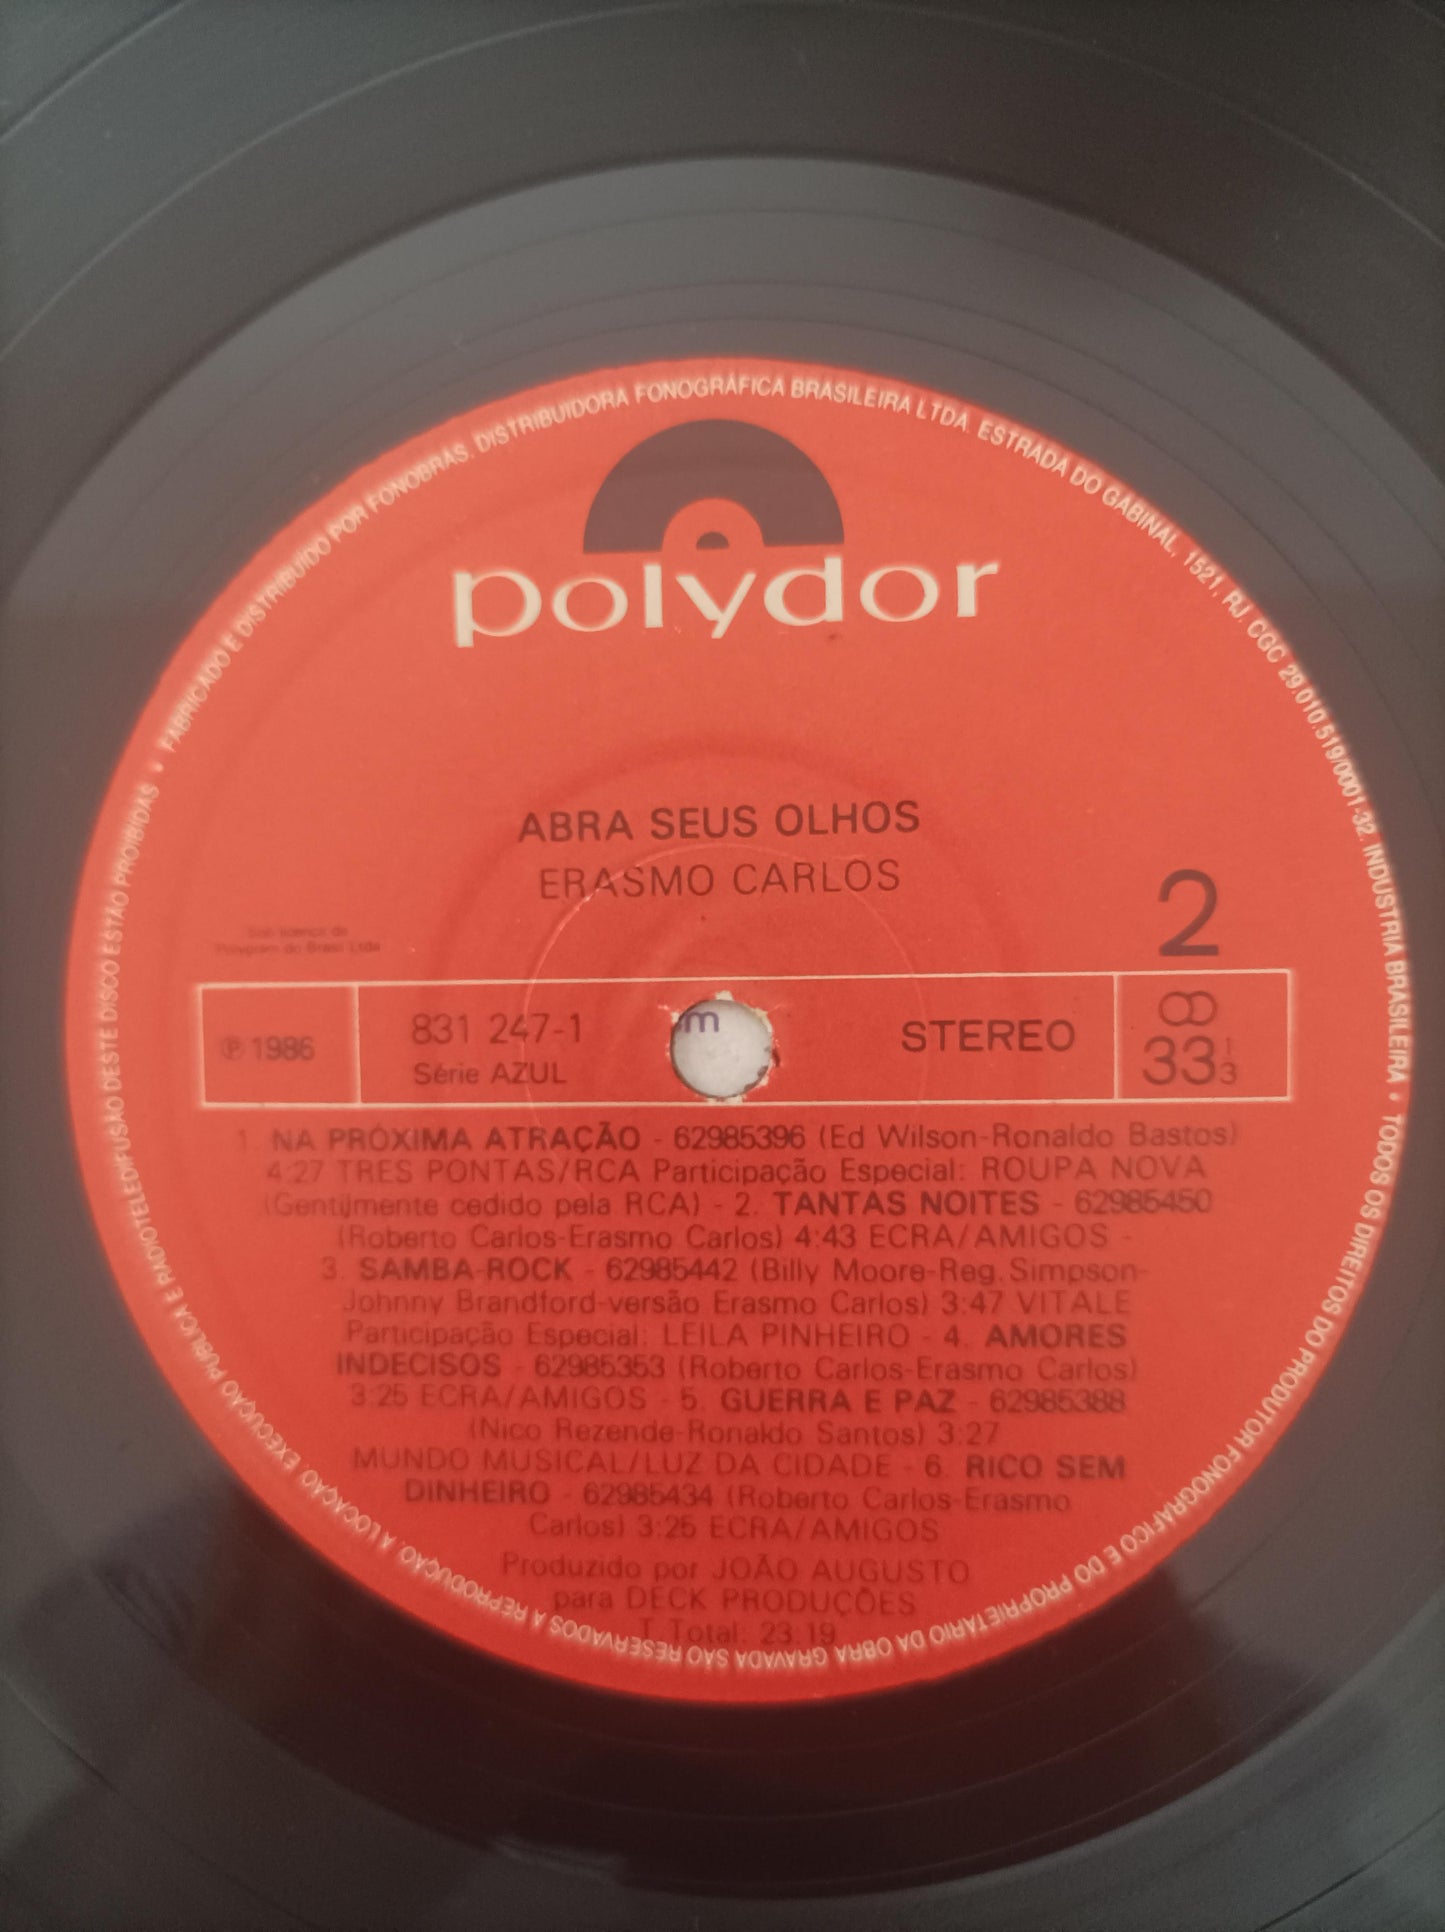 polydor
ABRA SEUS OLHOS
ERASMO CARLOS
2
Sob licença da
Polygram do Brasil Ltda
℗ 1986
831 247-1
Série AZUL
m
STEREO
33 1/3
1. NA PRÓXIMA ATRAÇÃO - 62985396 (Ed Wilson-Ronaldo Bastos)
4:27 TRES PONTAS/RCA Participação Especial: ROUPA NOVA
(Gentilmente cedido pela RCA) - 2. TANTAS NOITES - 62985450
(Roberto Carlos-Erasmo Carlos) 4:43 ECRA/AMIGOS -
3. SAMBA-ROCK - 62985442 (Billy Moore-Reg. Simpson-
Johnny Brandford-versão Erasmo Carlos) 3:47 VITALE
Participação Especial: LEILA PINHEIRO - 4. AMORES
INDECISOS - 62985353 (Roberto Carlos-Erasmo Carlos)
3:25 ECRA/AMIGOS - 5. GUERRA E PAZ - 62985388
(Nico Rezende-Ronaldo Santos) 3:27
MUNDO MUSICAL/LUZ DA CIDADE - 6. RICO SEM
DINHEIRO - 62985434 (Roberto Carlos-Erasmo
Carlos) 3:25 ECRA/AMIGOS
Produzido por JOÃO AUGUSTO
para DECK PRODUÇÕES
T. Total: 23.19
• FABRICADO E DISTRIBUÍDO POR FONOBRÁS. DISTRIBUIDORA FONOGRÁFICA BRASILEIRA LTDA. ESTRADA DO GABINAL, 1521, RJ. CGC 29.010.519/0001-32. INDÚSTRIA BRASILEIRA • TODOS OS DIREITOS DO PRODUTOR FONOGRÁFICO E DO PROPRIETÁRIO DA OBRA GRAVADA SÃO RESERVADOS A REPRODUÇÃO, A LOCAÇÃO, EXECUÇÃO PÚBLICA E RADIOTELEDIFUSÃO DESTE DISCO ESTÃO PROIBIDAS